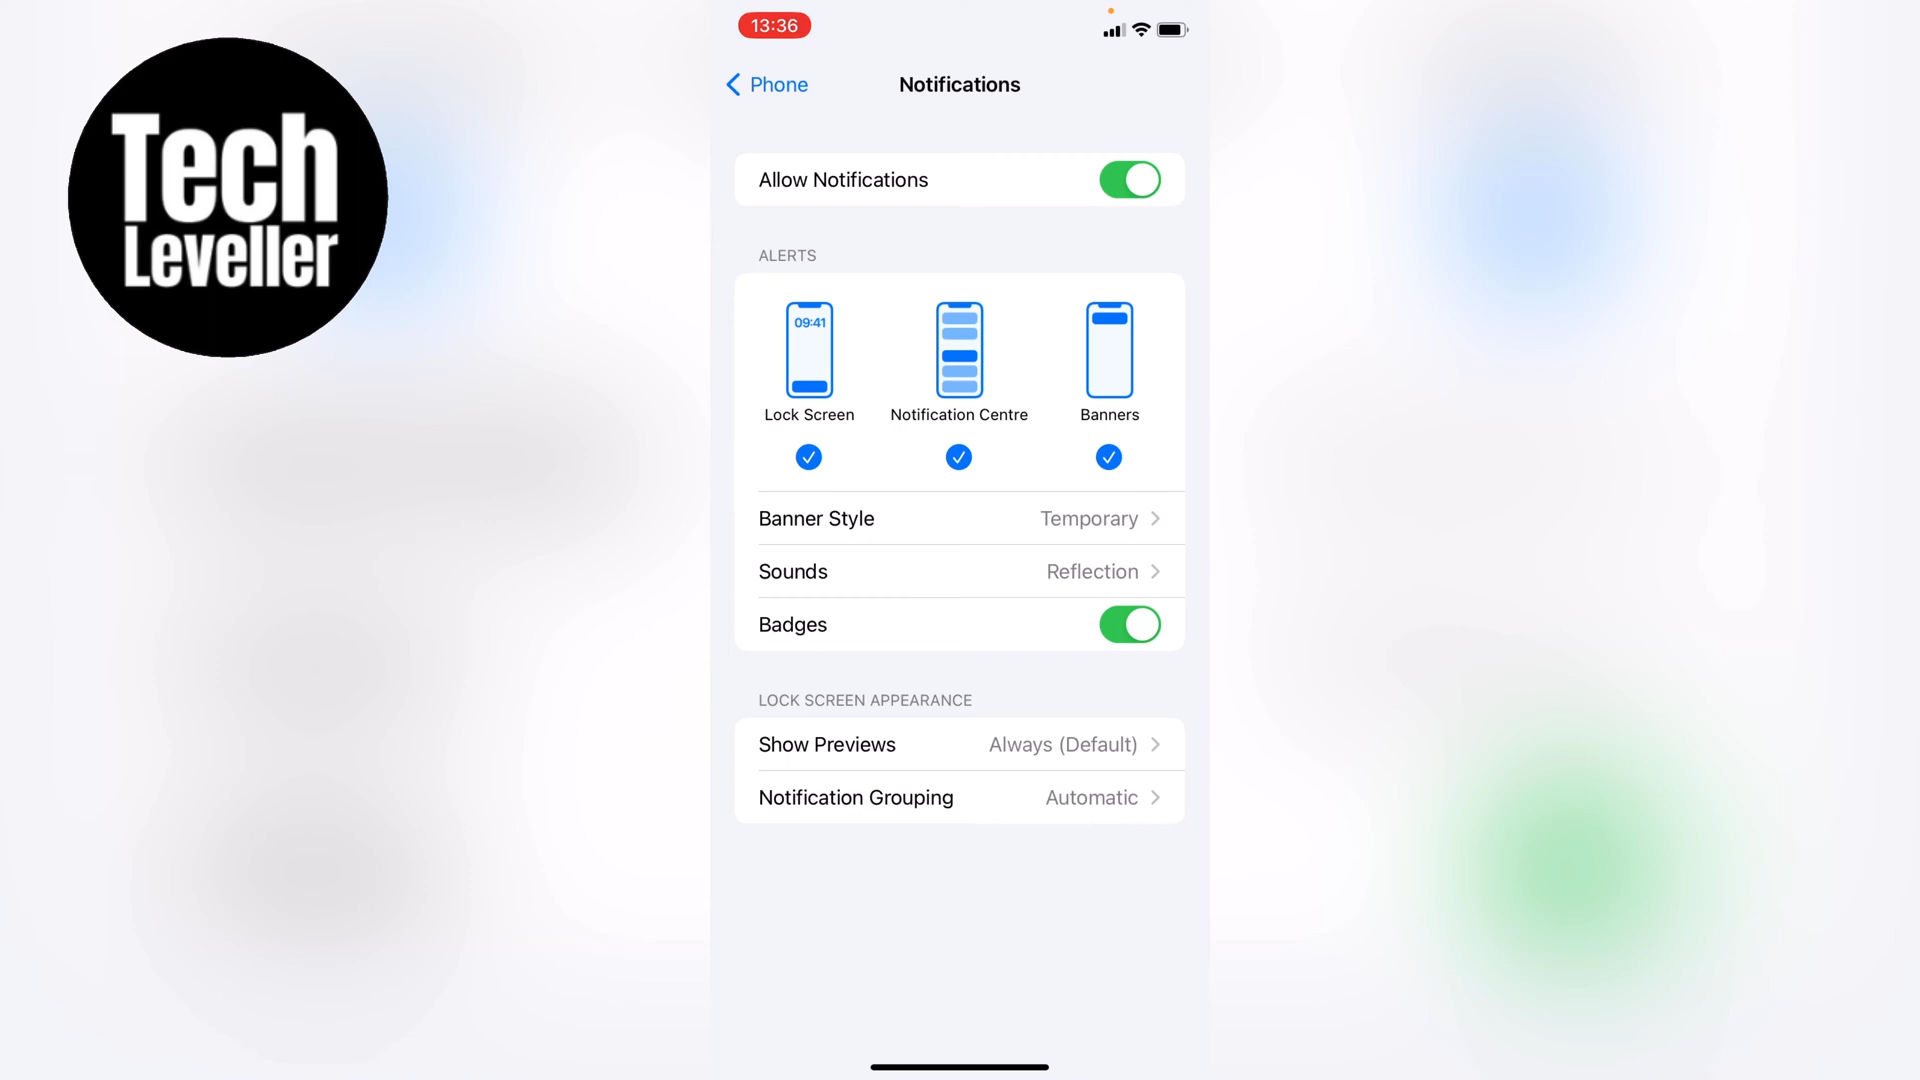 Tech
Leveller
13:36
Phone
Notifications
Allow Notifications
ALERTS
09:41
Lock Screen
Notification Centre
Banners
Banner Style
Temporary
Sounds
Reflection
Badges
LOCK SCREEN APPEARANCE
Show Previews
Always (Default)
Notification Grouping
Automatic